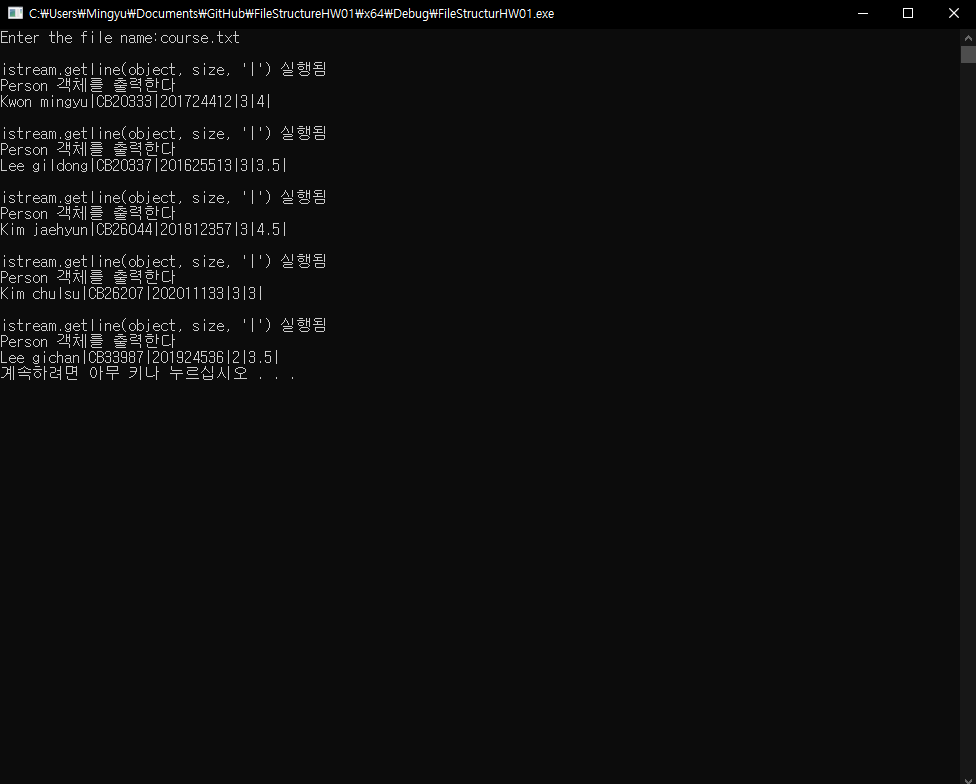 C:₩Users₩Mingyu₩Documents₩GitHub₩FileStructureHW01₩x64₩Debug₩FileStructurHW01.exe
Enter the file name:course.txt
istream.getline(object, size, '|') 실행됨
Person 객체를 출력한다
Kwon mingyu|CB20333|201724412|3|4|
istream.getline(object, size, '|') 실행됨
Person 객체를 출력한다
Lee gildong|CB20337|201625513|3|3.5|
istream.getline(object, size, '|') 실행됨
Person 객체를 출력한다
Kim jaehyun|CB26044|201812357|3|4.5|
istream.getline(object, size, '|') 실행됨
Person 객체를 출력한다
Kim chulsu|CB26207|202011133|3|3|
istream.getline(object, size, '|') 실행됨
Person 객체를 출력한다
Lee gichan|CB33987|201924536|2|3.5|
계속하려면 아무 키나 누르십시오 . . .